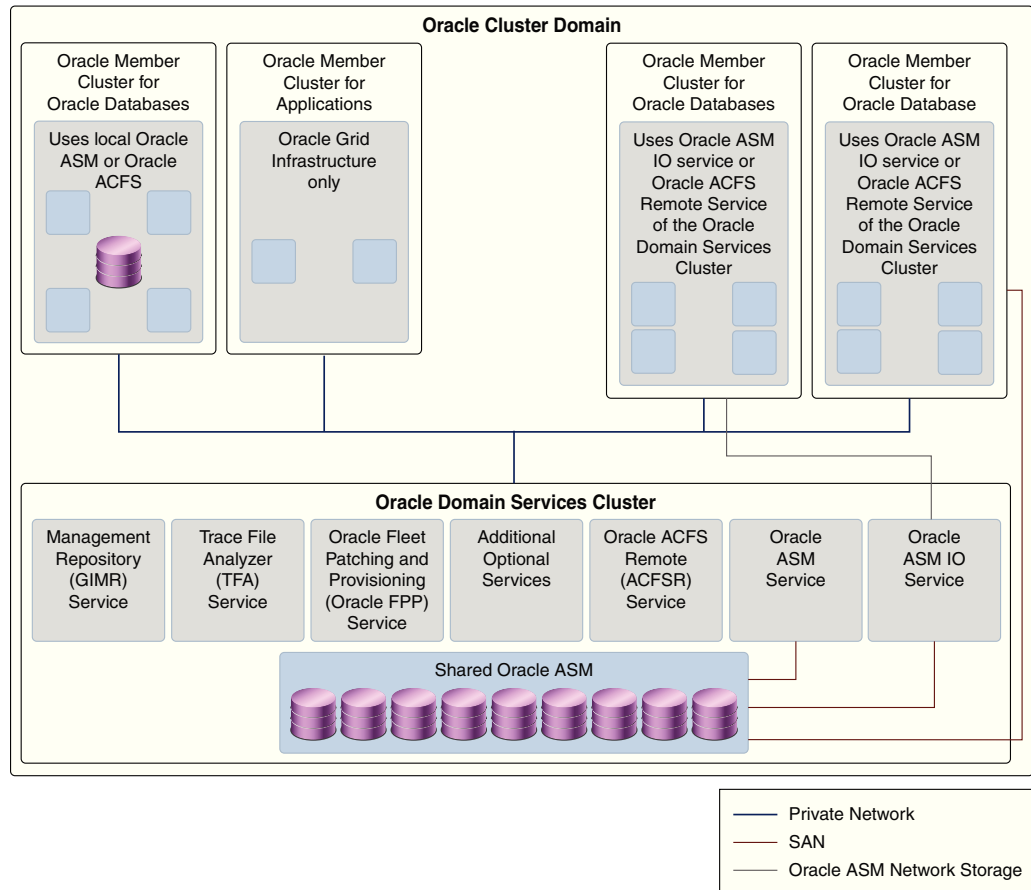 Oracle Cluster Domain
Oracle Member
Cluster for
Oracle Databases
Uses local Oracle
ASM or Oracle
ACFS
Oracle Member
Cluster for
Applications
Oracle Grid
Infrastructure
only
Oracle Member
Cluster for
Oracle Databases
Uses Oracle ASM
IO service or
Oracle ACFS
Remote Service
of the Oracle
Domain Services
Cluster
Oracle Member
Cluster for
Oracle Database
Uses Oracle ASM
IO service or
Oracle ACFS
Remote Service
of the Oracle
Domain Services
Cluster
Oracle Domain Services Cluster
Management
Repository
(GIMR)
Service
Trace File
Analyzer
(TFA)
Service
Oracle Fleet
Patching and
Provisioning
(Oracle FPP)
Service
Additional
Optional
Services
Oracle ACFS
Remote
(ACFSR)
Service
Oracle
ASM
Service
Oracle
ASM IO
Service
Shared Oracle ASM
Private Network
SAN
Oracle ASM Network Storage